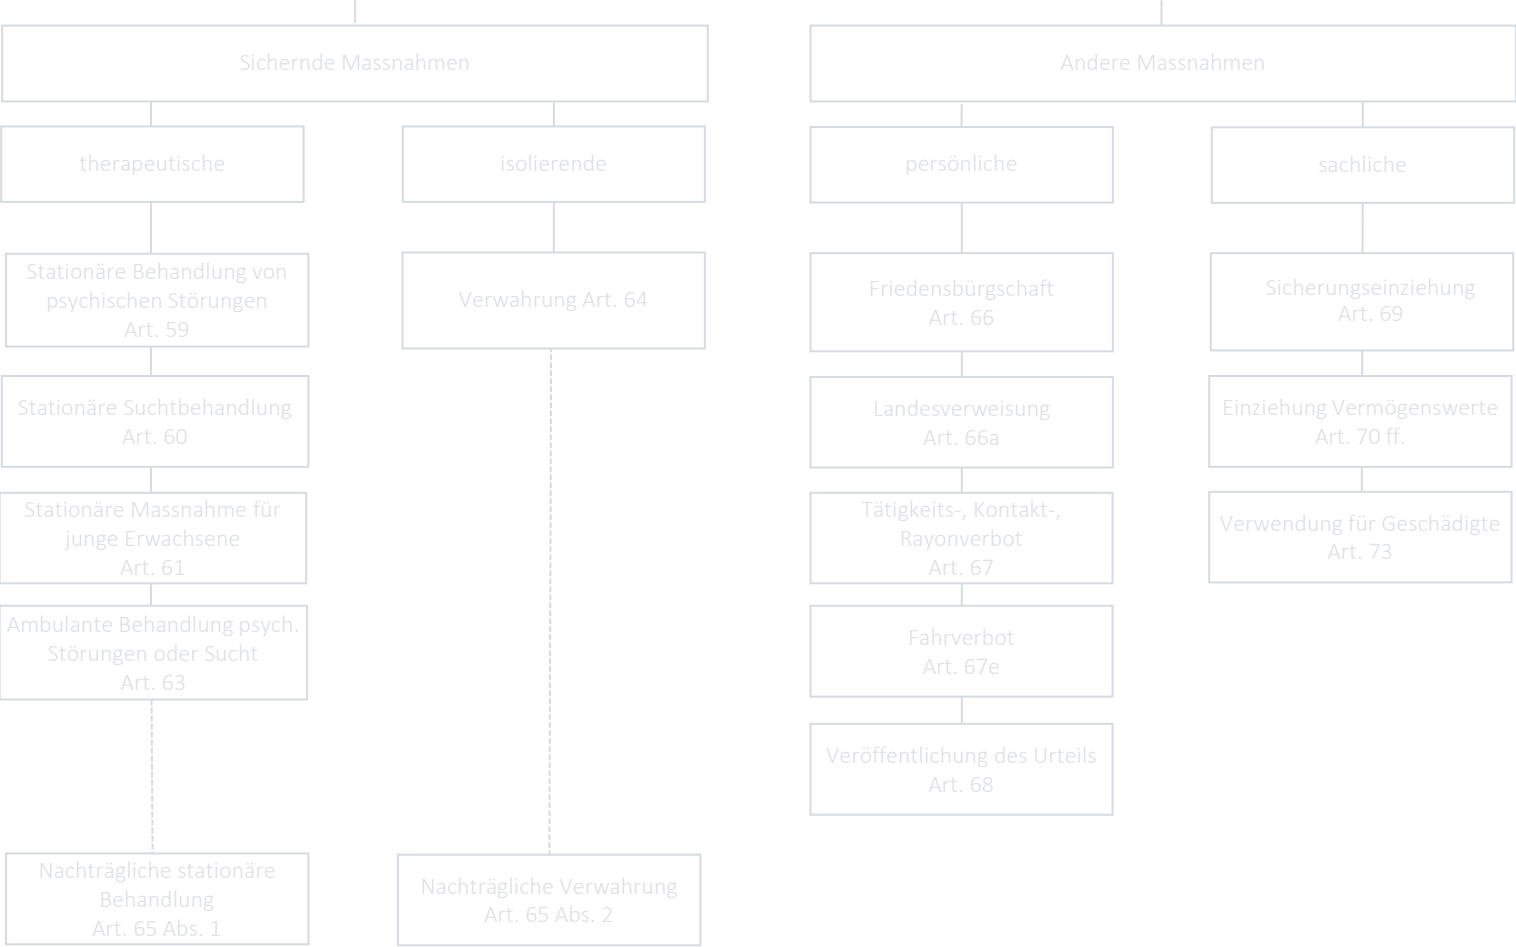 Sichernde Massnahmen
Andere Massnahmen
therapeutische
isolierende
persönliche
sachliche
Stationäre Behandlung von
psychischen Störungen
Art. 59
Verwahrung Art. 64
Friedensbürgschaft
Art. 66
Sicherungseinziehung
Art. 69
Stationäre Suchtbehandlung
Art. 60
Landesverweisung
Art. 66a
Einziehung Vermögenswerte
Art. 70 ff.
Stationäre Massnahme für
junge Erwachsene
Art. 61
Tätigkeits-, Kontakt-,
Rayonverbot
Art. 67
Verwendung für Geschädigte
Art. 73
Ambulante Behandlung psych.
Störungen oder Sucht
Art. 63
Fahrverbot
Art. 67e
Veröffentlichung des Urteils
Art. 68
Nachträgliche stationäre
Behandlung
Art. 65 Abs. 1
Nachträgliche Verwahrung
Art. 65 Abs. 2